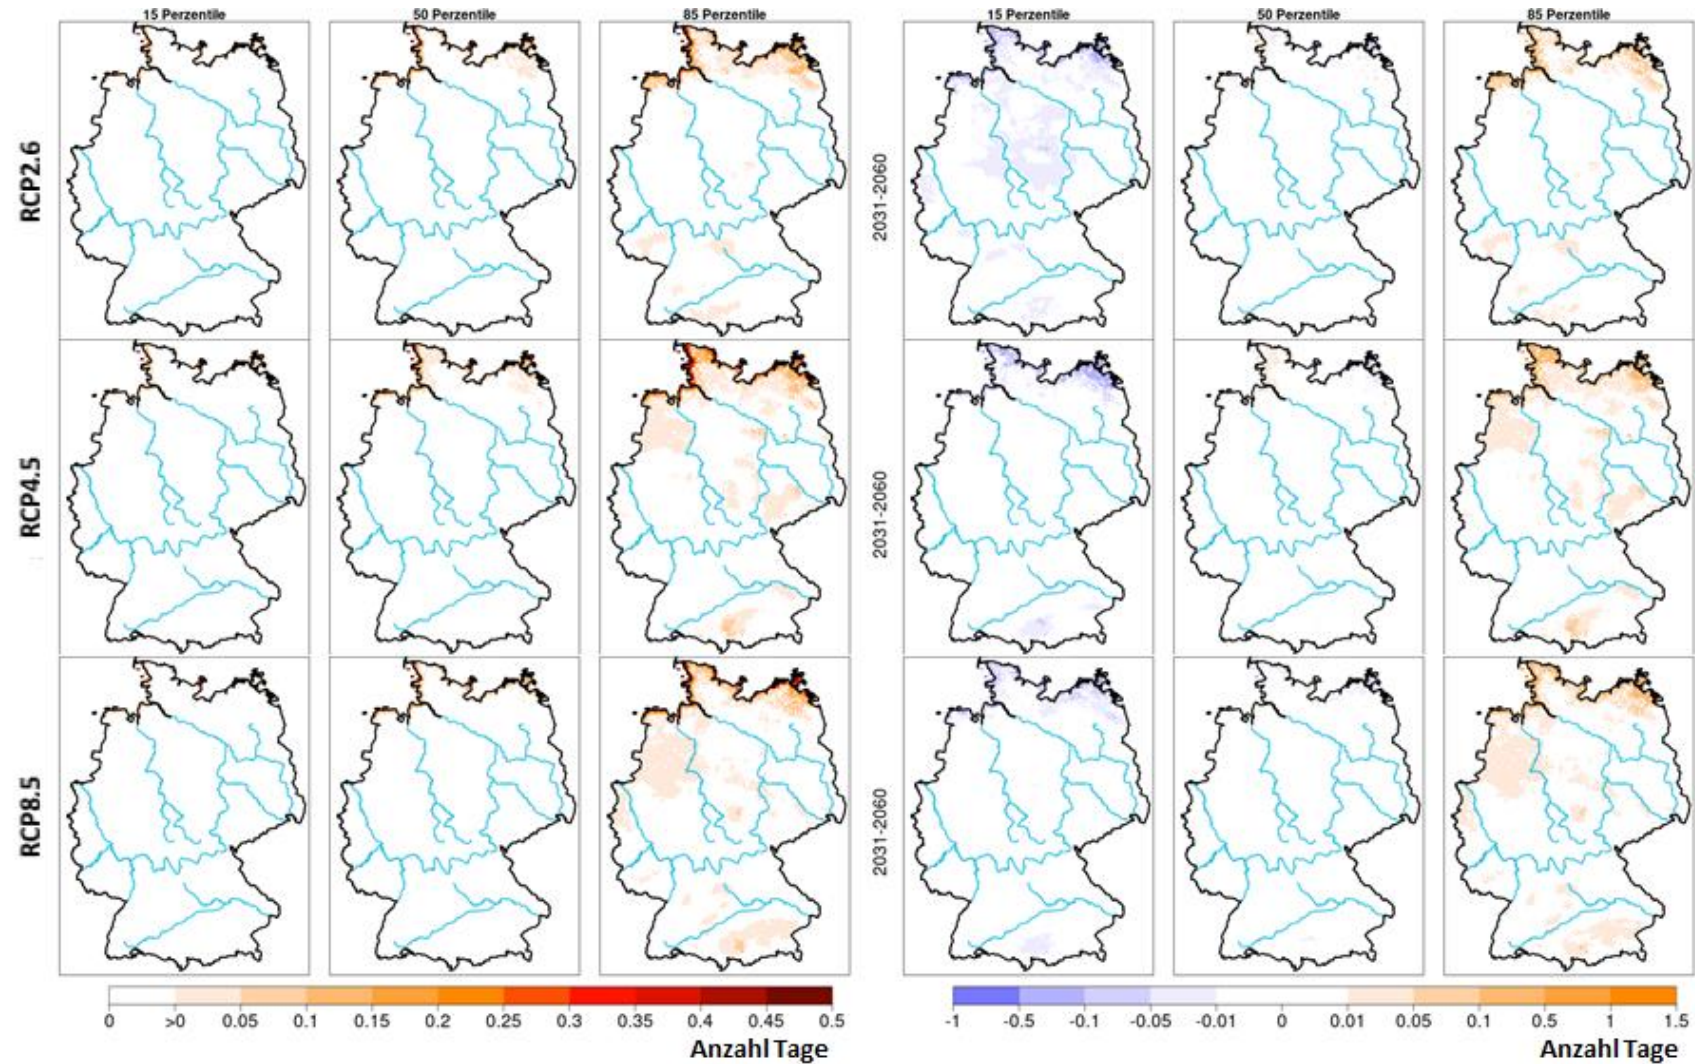 15 Perzentile 50 Perzentile 85 Perzentile 15 Perzentile 50 Perzentile 85 Perzentile
RCP2.6
2031-2060
RCP4.5
2031-2060
RCP8.5
2031-2060
0 >0 0.05 0.1 0.15 0.2 0.25 0.3 0.35 0.4 0.45 0.5
-1 -0.5 -0.1 -0.05 -0.01 0 0.01 0.05 0.1 0.5 1 1.5
Anzahl Tage
Anzahl Tage